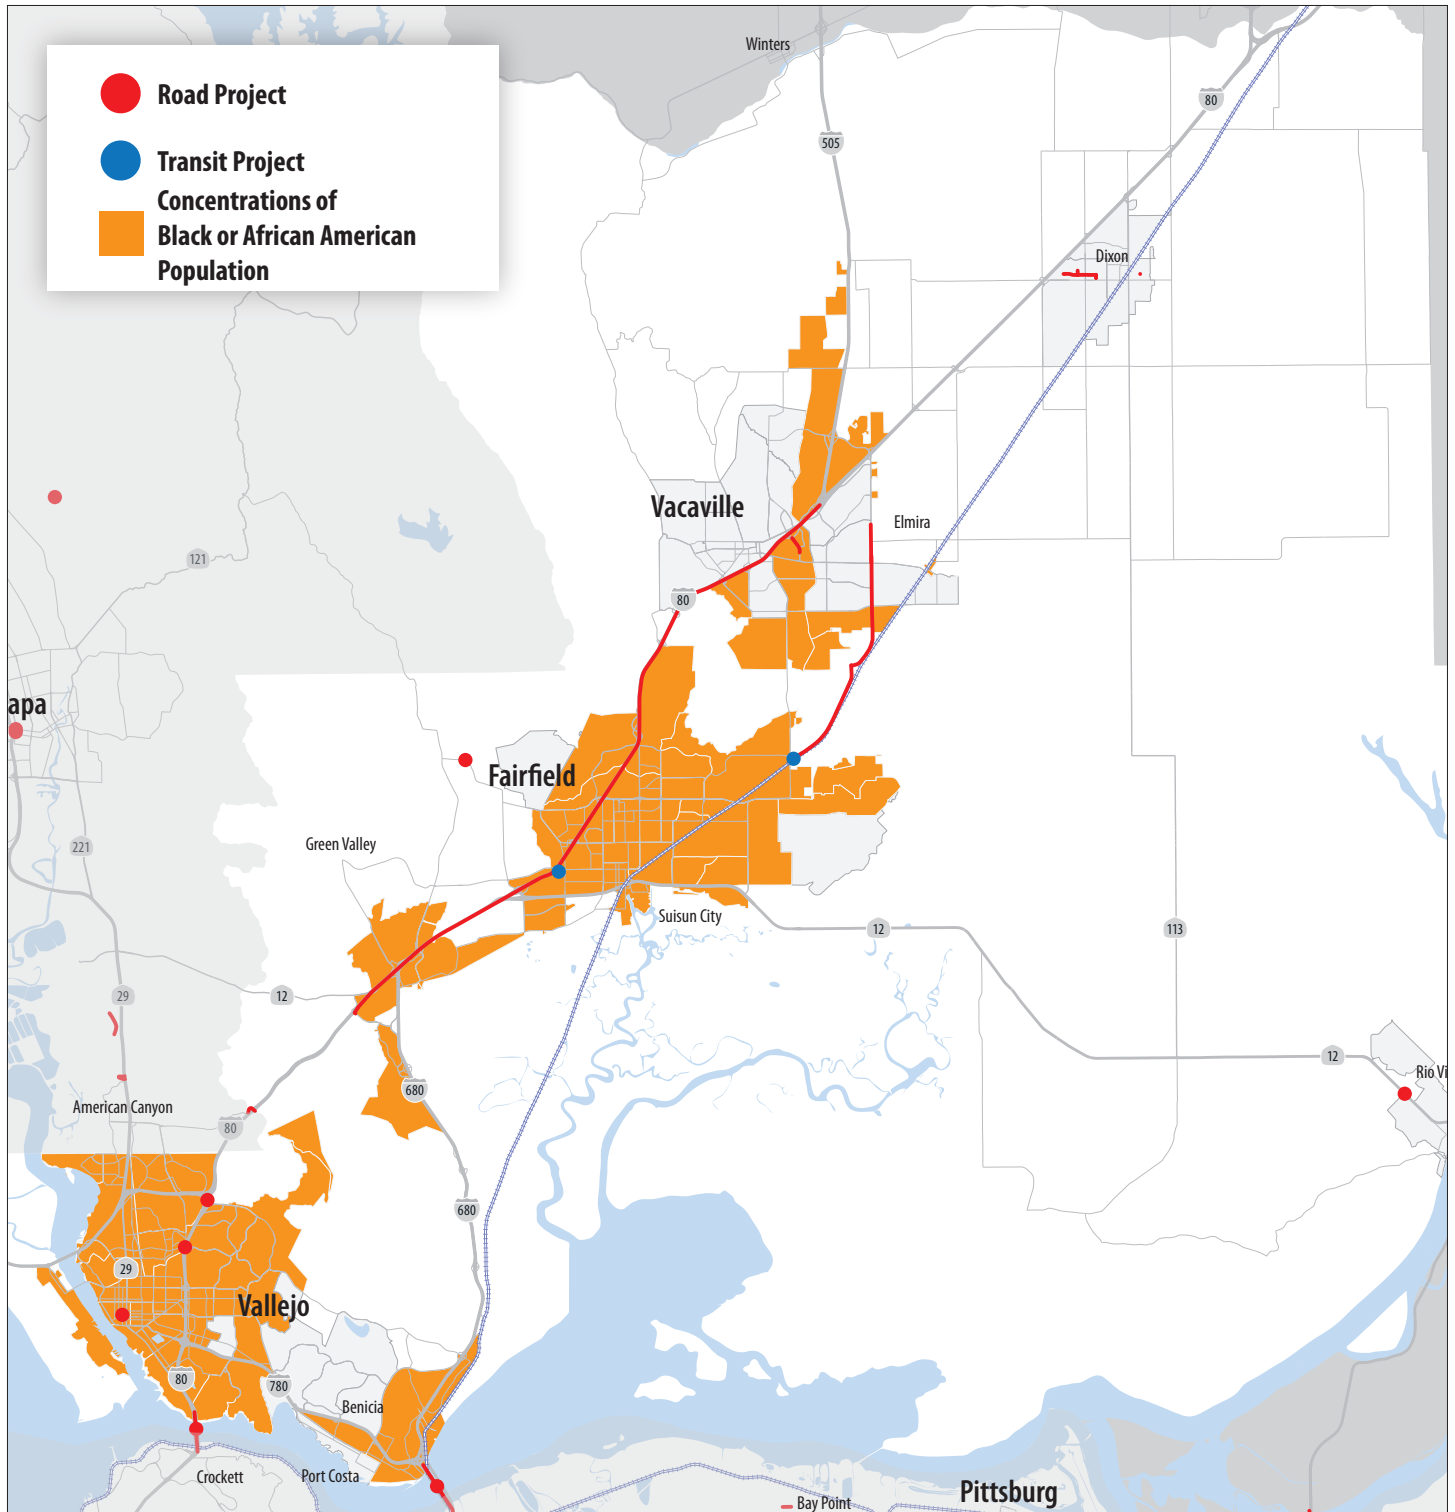 Road Project
Transit Project
Concentrations of
Black or African American
Population
Winters
80
505
Dixon
Vacaville
Elmira
121
80
apa
Fairfield
Green Valley
221
Suisun City
12
113
29
12
12
Rio Vi
680
American Canyon
80
680
29
Vallejo
80
780
Benicia
Crockett
Port Costa
Pittsburg
Bay Point